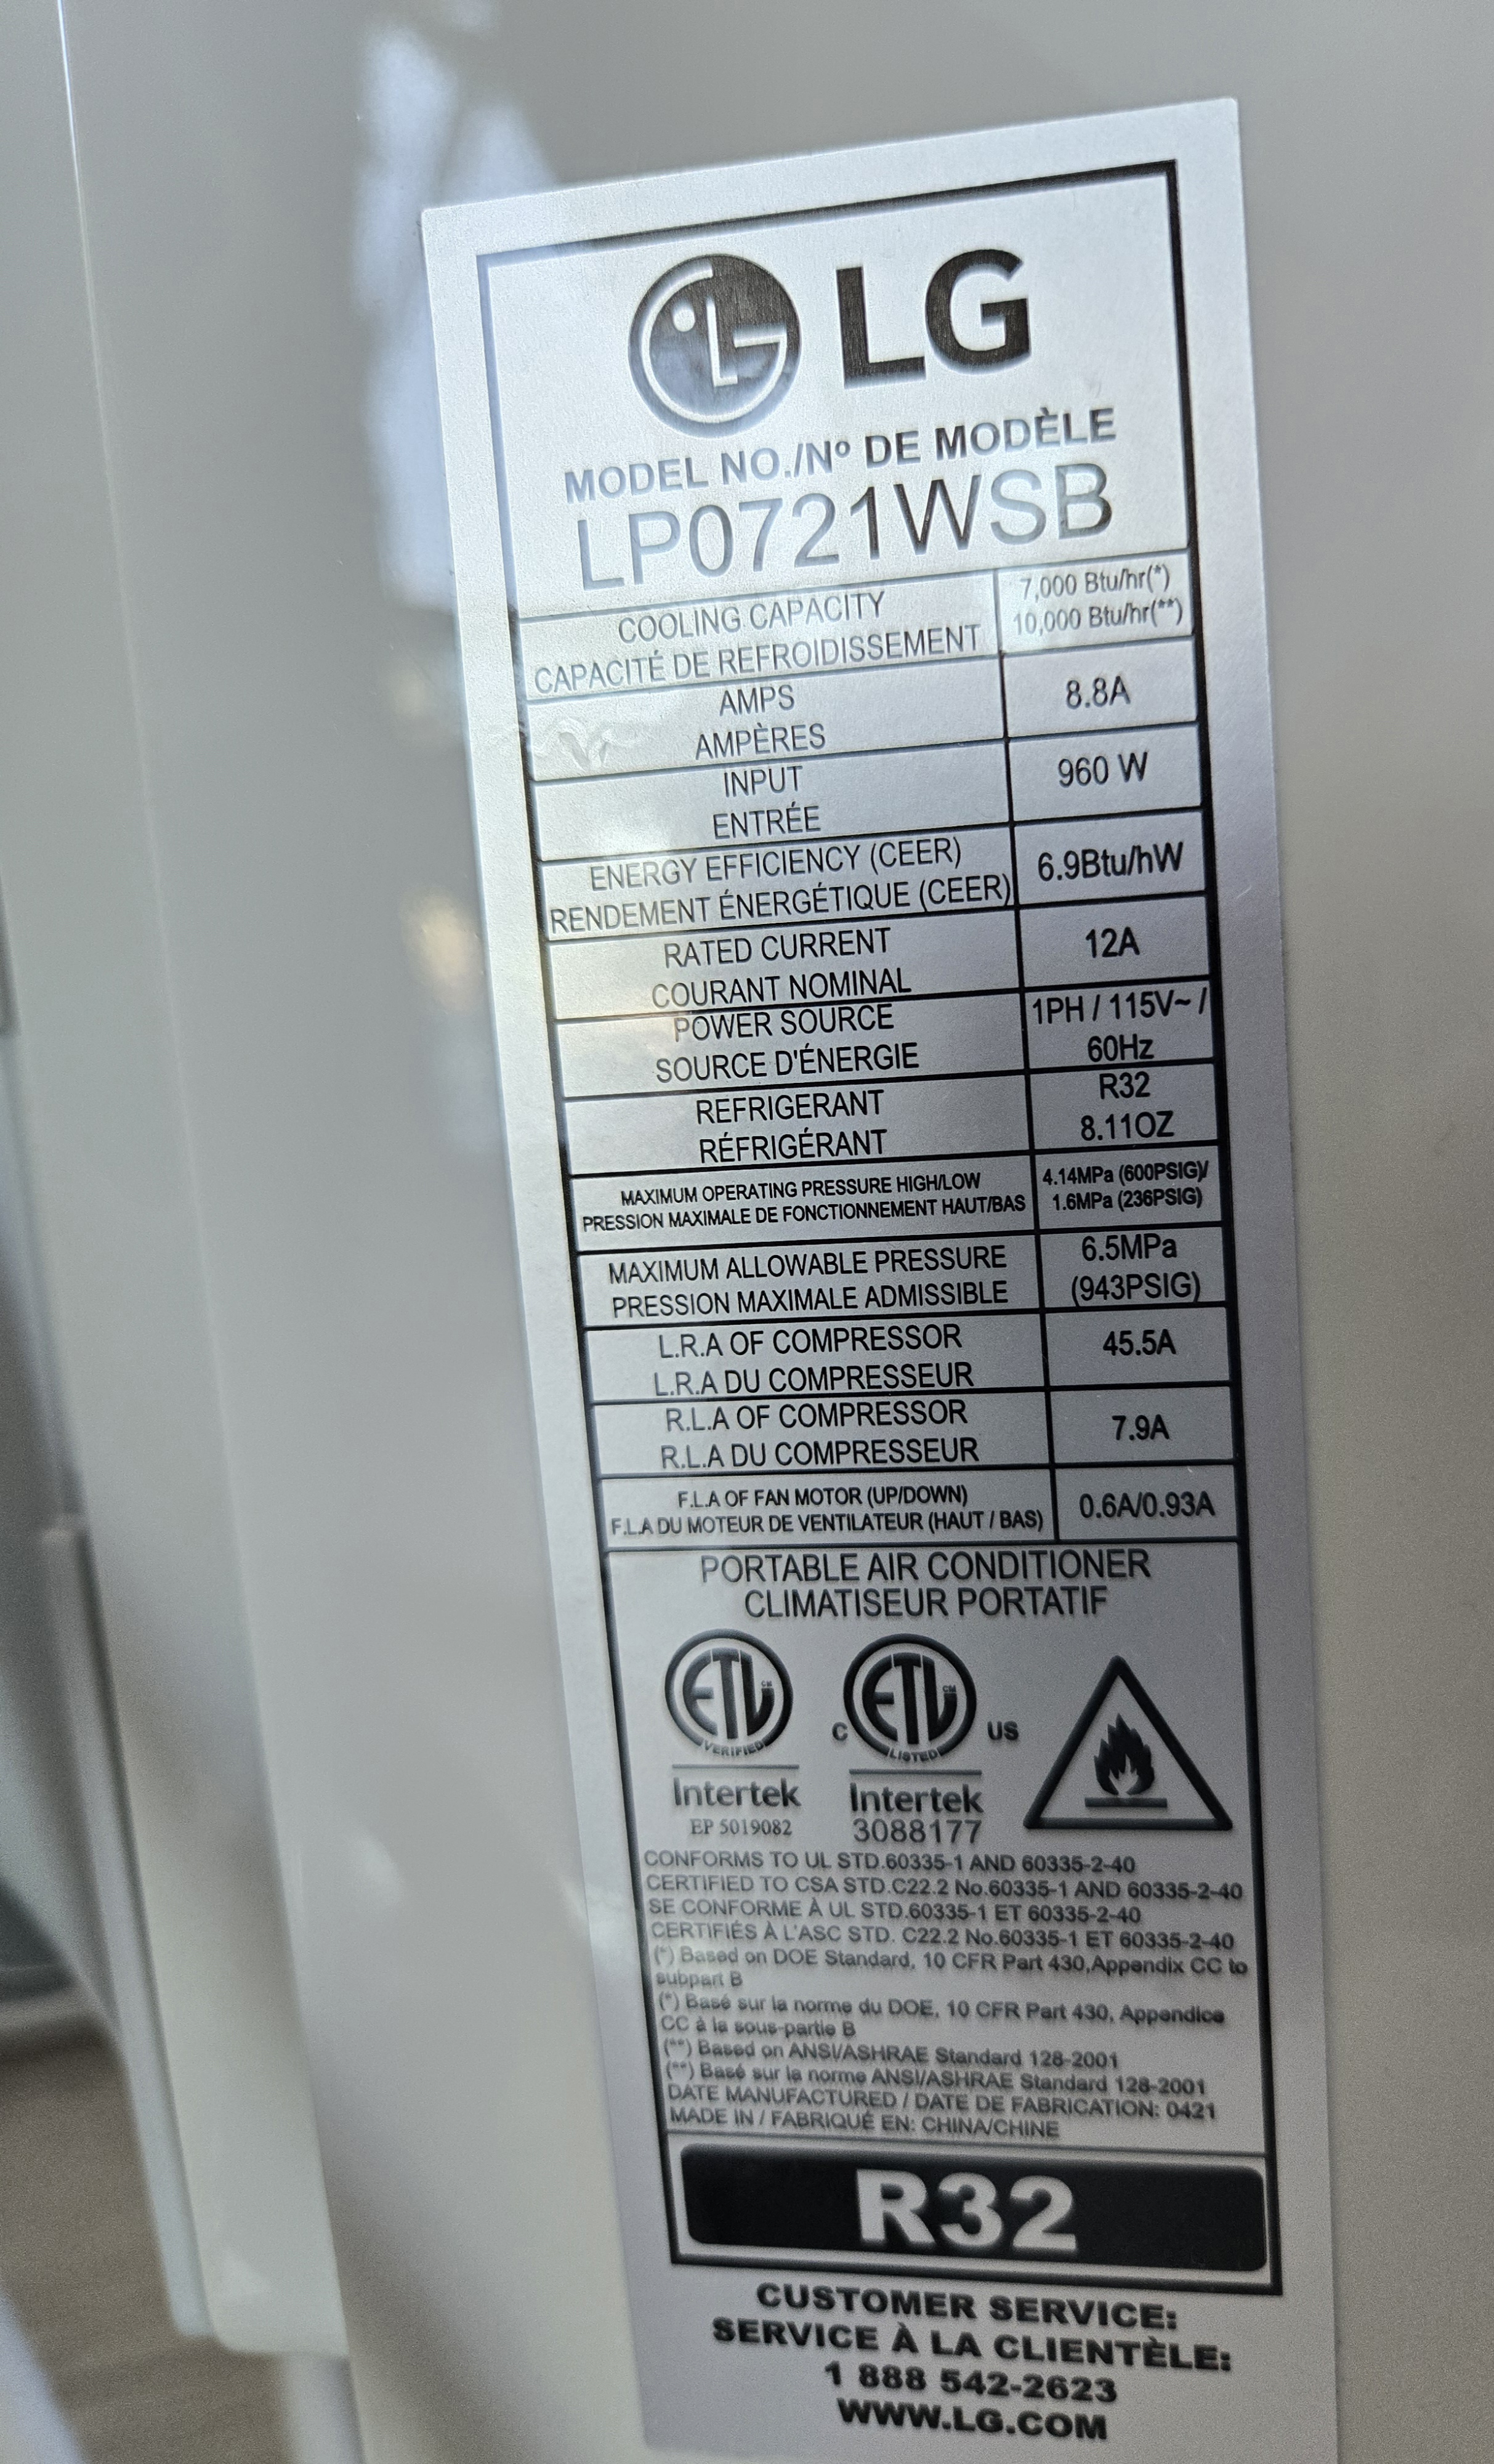 LG
MODEL NO./Nº DE MODÈLE
LP0721WSB
COOLING CAPACITY
CAPACITÉ DE REFROIDISSEMENT
7,000 Btu/hr(*)
10,000 Btu/hr(**)
AMPS
AMPÈRES
8.8A
INPUT
ENTRÉE
960 W
ENERGY EFFICIENCY (CEER)
RENDEMENT ÉNERGÉTIQUE (CEER)
6.9Btu/hW
RATED CURRENT
COURANT NOMINAL
12A
POWER SOURCE
SOURCE D'ÉNERGIE
1PH / 115V~ /
60Hz
REFRIGERANT
RÉFRIGÉRANT
R32
8.11OZ
MAXIMUM OPERATING PRESSURE HIGH/LOW
PRESSION MAXIMALE DE FONCTIONNEMENT HAUT/BAS
4.14MPa (600PSIG)/
1.6MPa (236PSIG)
MAXIMUM ALLOWABLE PRESSURE
PRESSION MAXIMALE ADMISSIBLE
6.5MPa
(943PSIG)
L.R.A OF COMPRESSOR
L.R.A DU COMPRESSEUR
45.5A
R.L.A OF COMPRESSOR
R.L.A DU COMPRESSEUR
7.9A
F.L.A OF FAN MOTOR (UP/DOWN)
F.L.A DU MOTEUR DE VENTILATEUR (HAUT / BAS)
0.6A/0.93A
PORTABLE AIR CONDITIONER
CLIMATISEUR PORTATIF
ETL CM
VERIFIED
Intertek
EP 5019082
C ETL CM US
LISTED
Intertek
3088177
CONFORMS TO UL STD.60335-1 AND 60335-2-40
CERTIFIED TO CSA STD.C22.2 No.60335-1 AND 60335-2-40
SE CONFORME À UL STD.60335-1 ET 60335-2-40
CERTIFIÉS À L'ASC STD. C22.2 No.60335-1 ET 60335-2-40
(*) Based on DOE Standard, 10 CFR Part 430,Appendix CC to
subpart B
(*) Basé sur la norme du DOE, 10 CFR Part 430, Appendice
CC à la sous-partie B
(**) Based on ANSI/ASHRAE Standard 128-2001
(**) Basé sur la norme ANSI/ASHRAE Standard 128-2001
DATE MANUFACTURED / DATE DE FABRICATION: 0421
MADE IN / FABRIQUÉ EN: CHINA/CHINE
R32
CUSTOMER SERVICE:
SERVICE À LA CLIENTÈLE:
1 888 542-2623
WWW.LG.COM